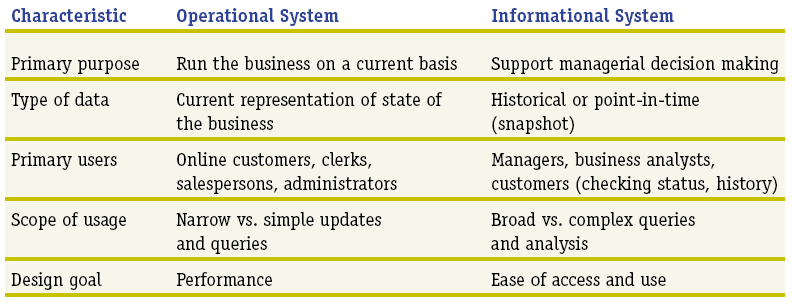 Characteristic Operational System Informational System
Primary purpose Run the business on a current basis Support managerial decision making
Type of data Current representation of state of Historical or point-in-time
the business (snapshot)
Primary users Online customers, clerks, Managers, business analysts,
salespersons, administrators customers (checking status, history)
Scope of usage Narrow vs. simple updates Broad vs. complex queries
and queries and analysis
Design goal Performance Ease of access and use